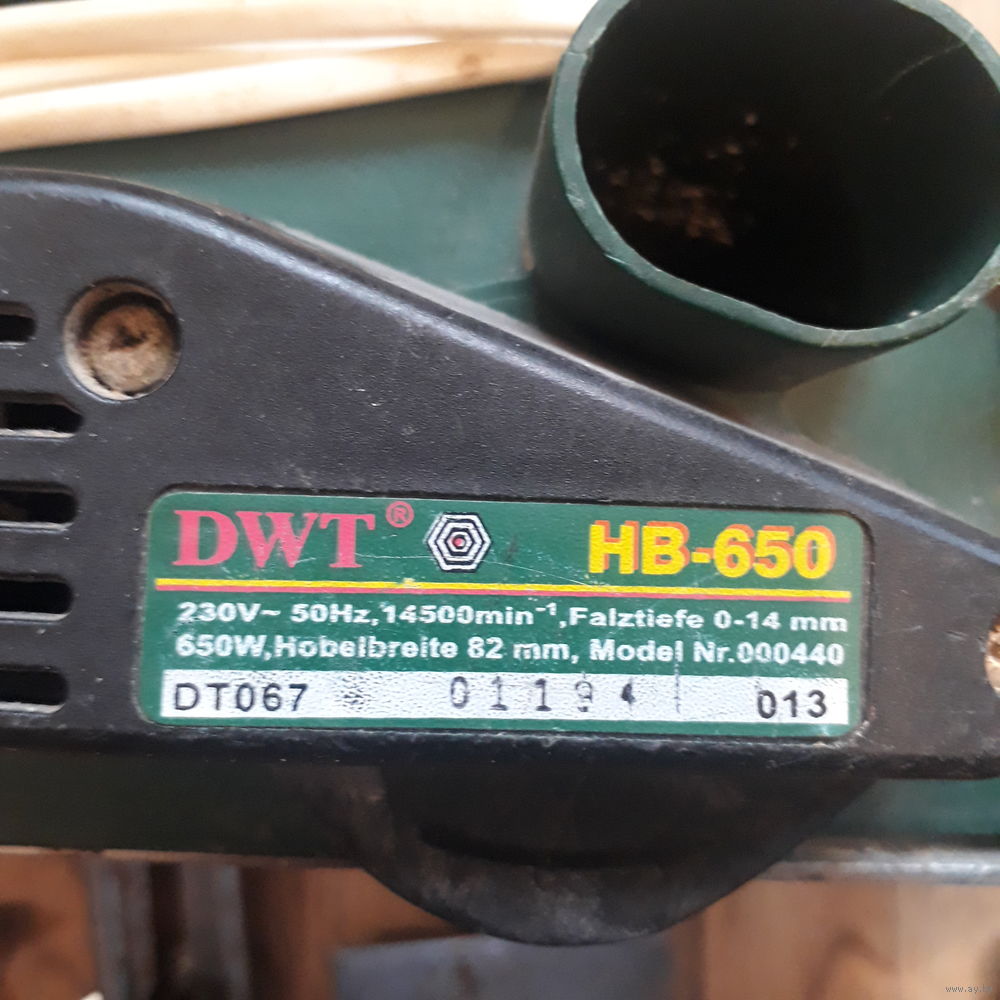 DWT® HB-650
230V~ 50Hz,14500min⁻¹,Falztiefe 0-14 mm
650W,Hobelbreite 82 mm, Model Nr.000440
DT067 01194 013